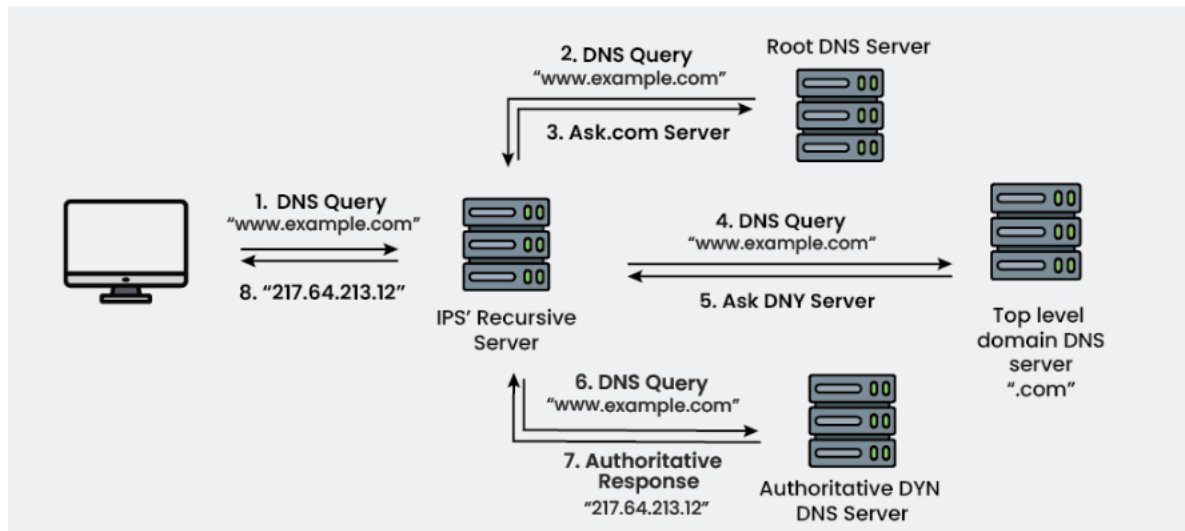 2. DNS Query
"www.example.com"
3. Ask.com Server
Root DNS Server
1. DNS Query
"www.example.com"
8. "217.64.213.12"
IPS' Recursive
Server
4. DNS Query
"www.example.com"
5. Ask DNY Server
Top level
domain DNS
server
".com"
6. DNS Query
"www.example.com"
7. Authoritative
Response
"217.64.213.12"
Authoritative DYN
DNS Server